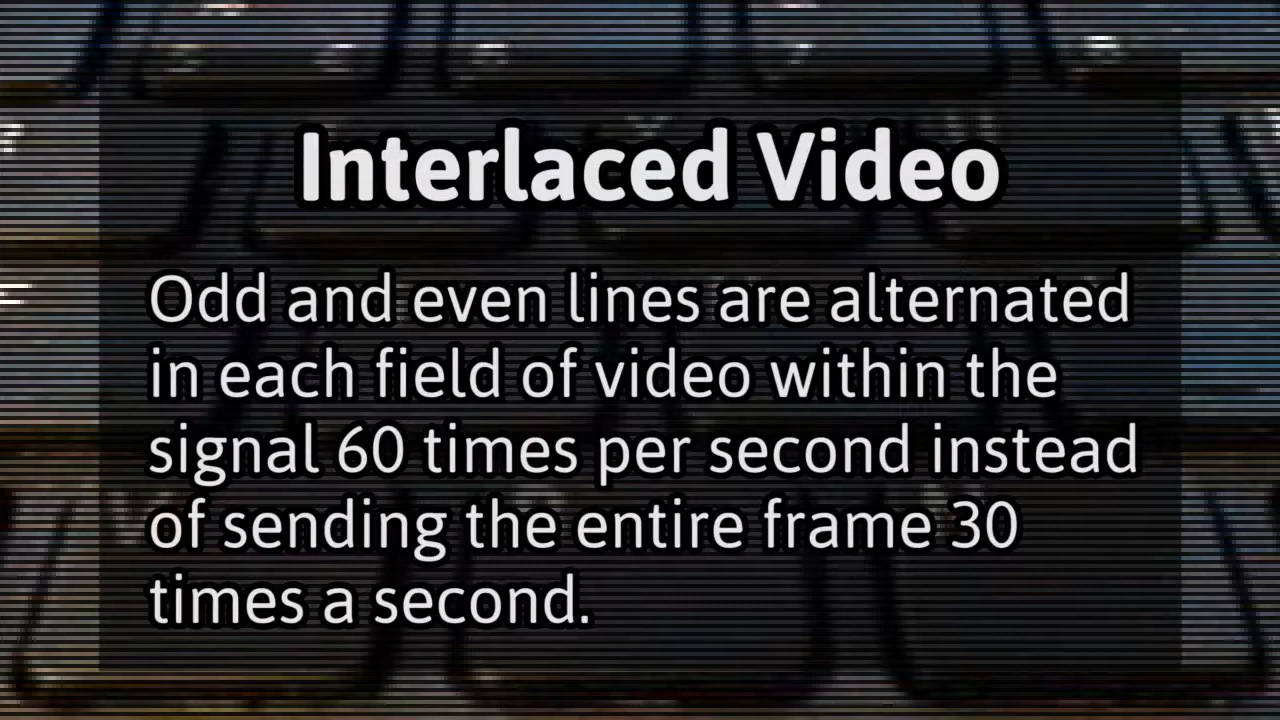 Interlaced Video
Odd and even lines are alternated
in each field of video within the
signal 60 times per second instead
of sending the entire frame 30
times a second.